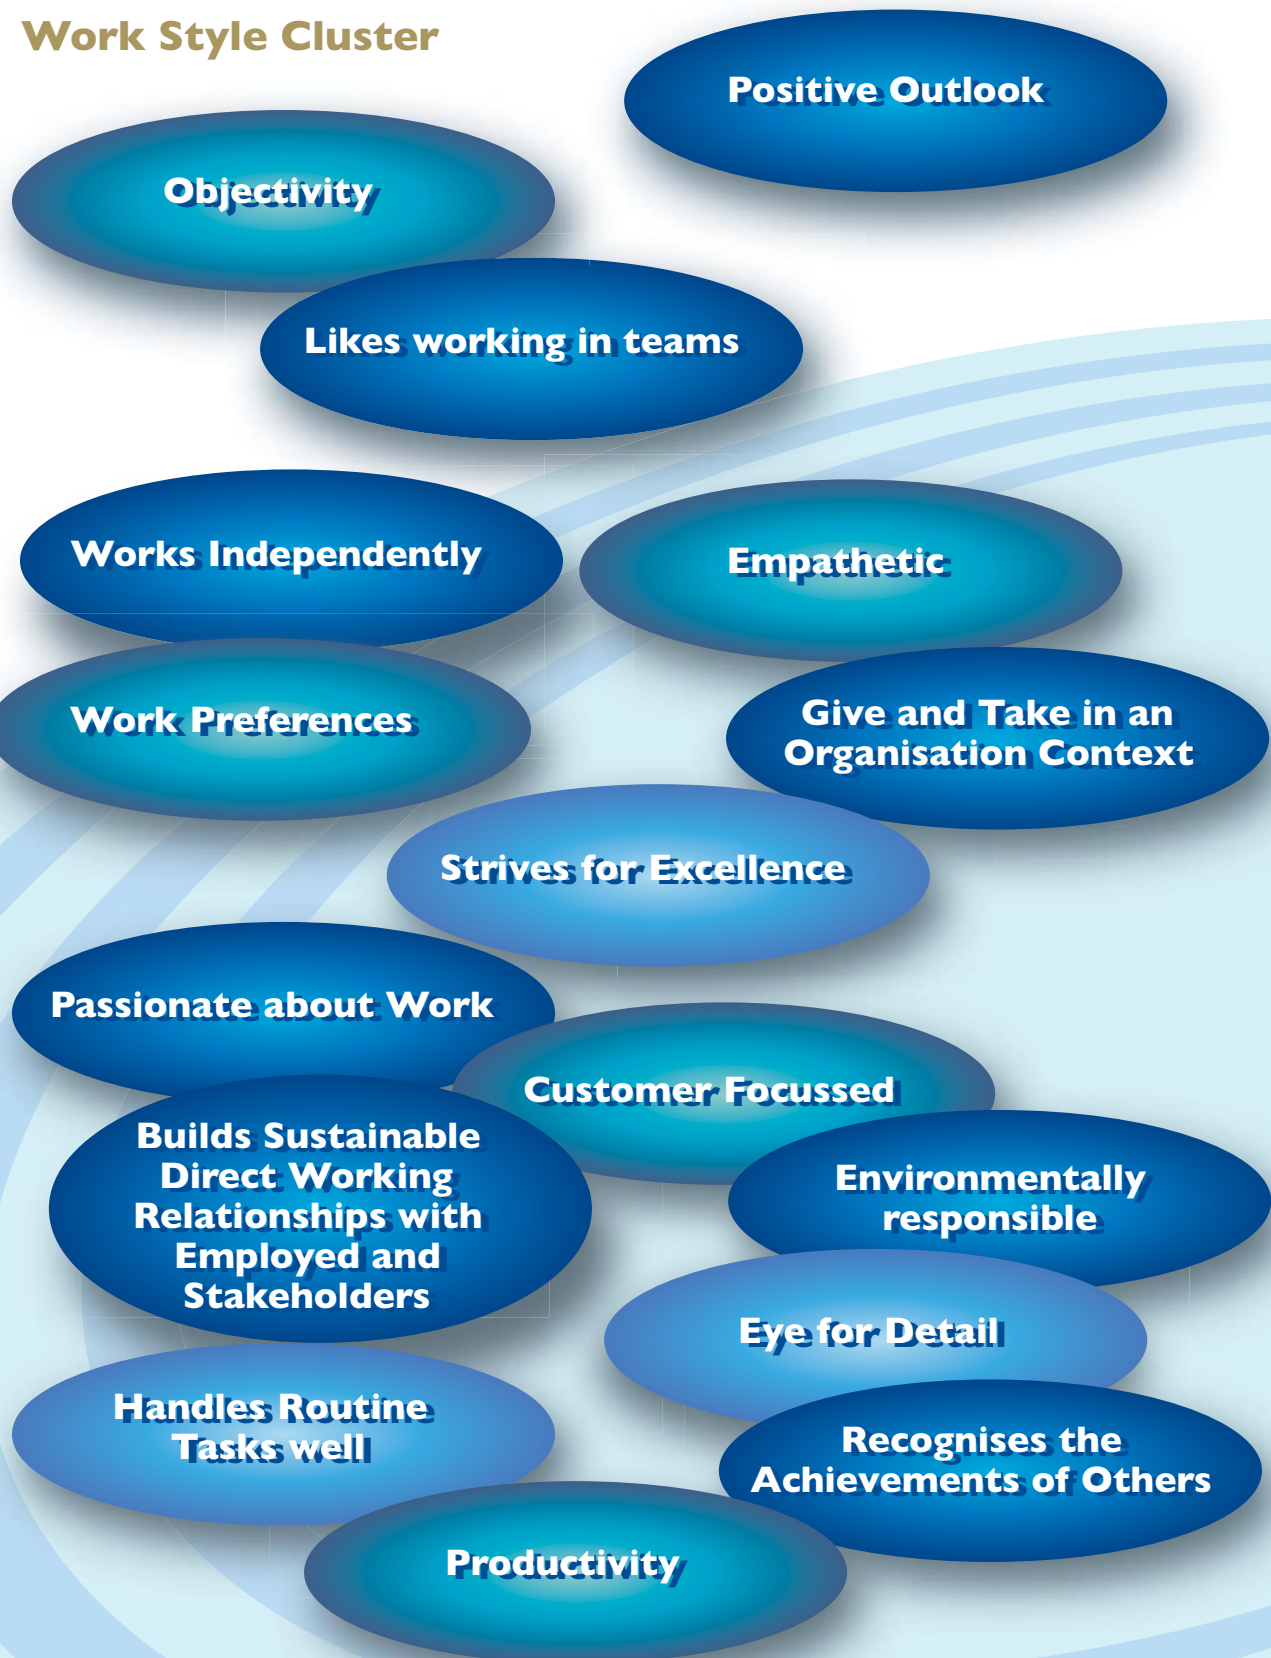 Work Style Cluster
Positive Outlook
Objectivity
Likes working in teams
Works Independently
Empathetic
Work Preferences
Give and Take in an
Organisation Context
Strives for Excellence
Passionate about Work
Customer Focussed
Builds Sustainable
Direct Working
Relationships with
Employed and
Stakeholders
Environmentally
responsible
Eye for Detail
Handles Routine
Tasks well
Recognises the
Achievements of Others
Productivity